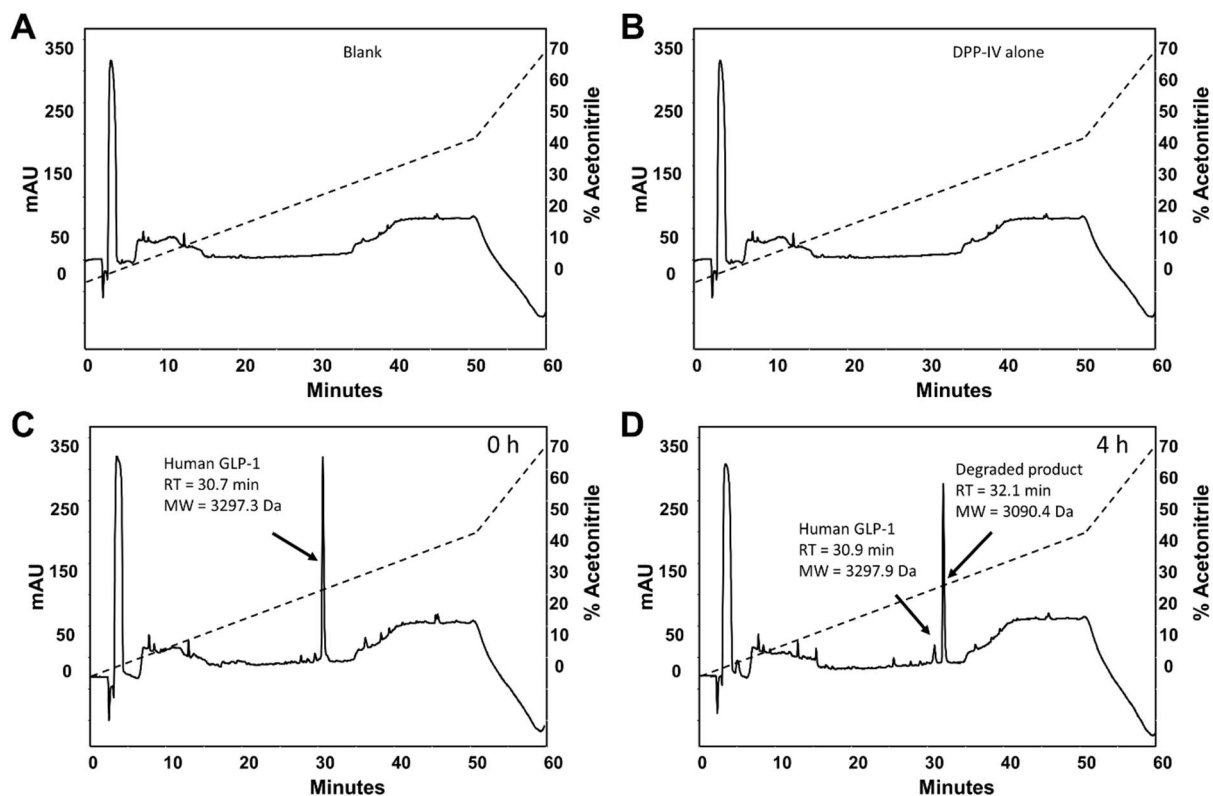 A
Blank
350
250
150
50
0
mAU
70
60
50
40
30
20
10
0
% Acetonitrile
0 10 20 30 40 50 60
Minutes
B
DPP-IV alone
350
250
150
50
0
mAU
70
60
50
40
30
20
10
0
% Acetonitrile
0 10 20 30 40 50 60
Minutes
C
0 h
Human GLP-1
RT = 30.7 min
MW = 3297.3 Da
350
250
150
50
0
mAU
70
60
50
40
30
20
10
0
% Acetonitrile
0 10 20 30 40 50 60
Minutes
D
4 h
Degraded product
RT = 32.1 min
MW = 3090.4 Da
Human GLP-1
RT = 30.9 min
MW = 3297.9 Da
350
250
150
50
0
mAU
70
60
50
40
30
20
10
0
% Acetonitrile
0 10 20 30 40 50 60
Minutes